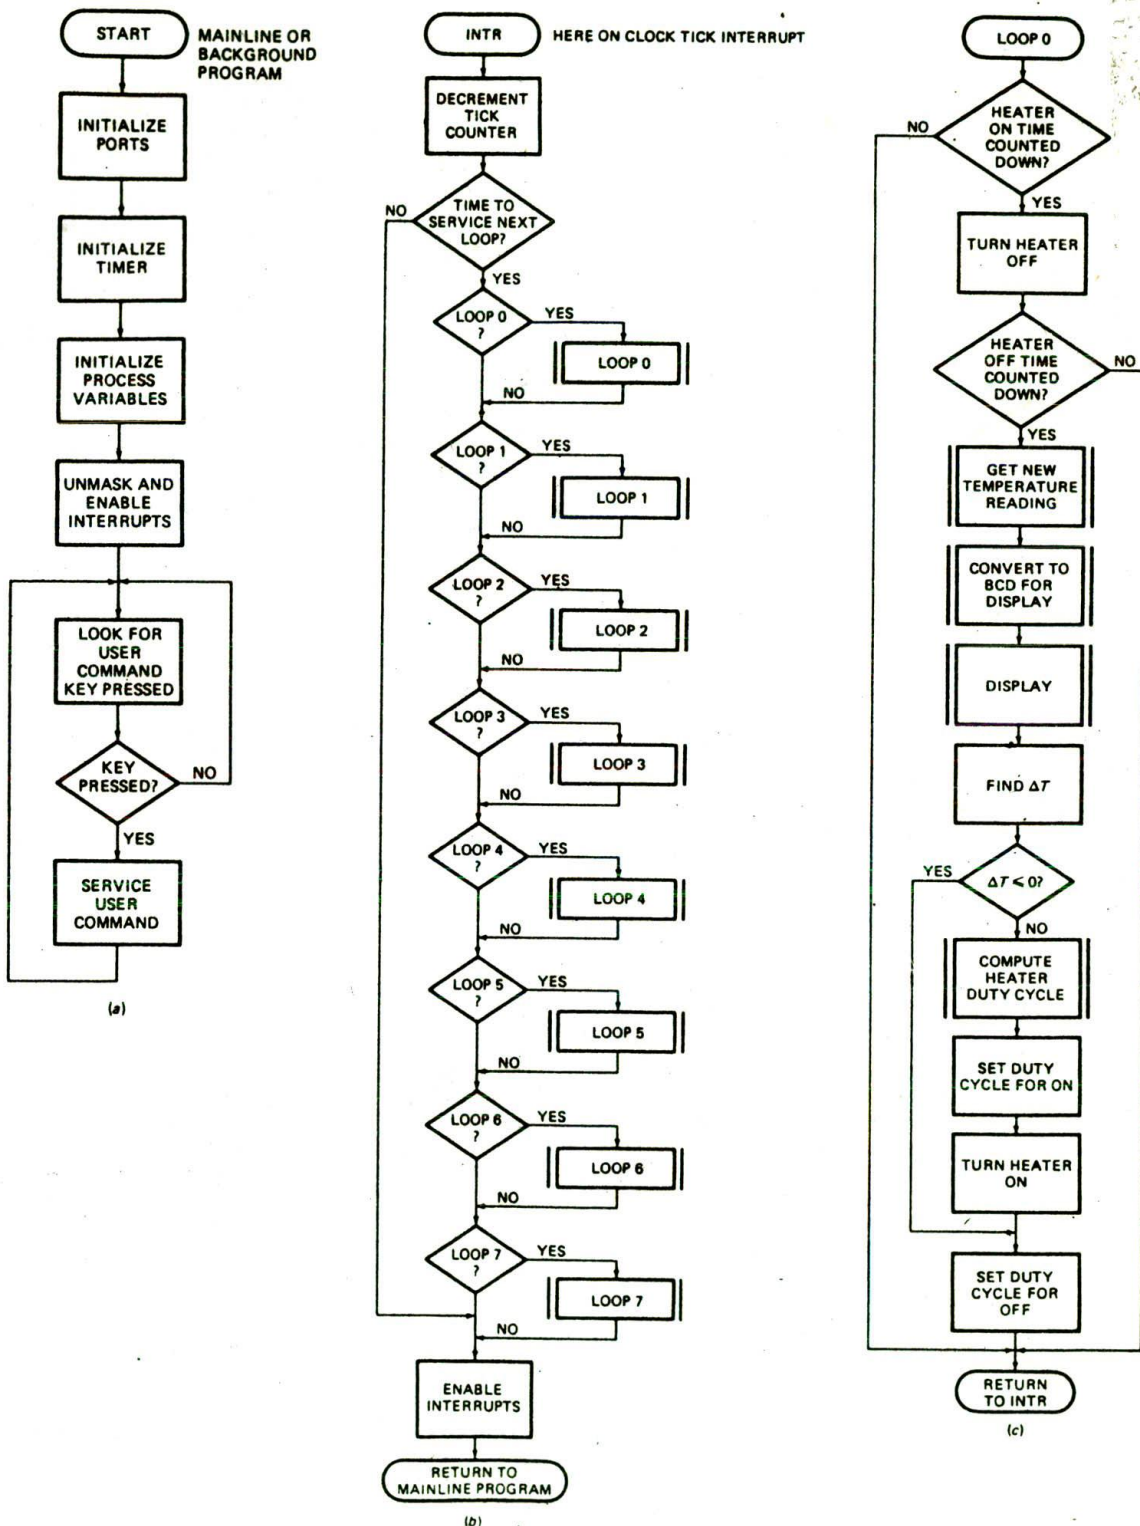 START
MAINLINE OR
BACKGROUND
PROGRAM
INITIALIZE
PORTS
INITIALIZE
TIMER
INITIALIZE
PROCESS
VARIABLES
UNMASK AND
ENABLE
INTERRUPTS
LOOK FOR
USER
COMMAND
KEY PRESSED
KEY
PRESSED?
NO
YES
SERVICE
USER
COMMAND
(a)
INTR
HERE ON CLOCK TICK INTERRUPT
DECREMENT
TICK
COUNTER
NO
TIME TO
SERVICE NEXT
LOOP?
YES
LOOP 0
?
YES
LOOP 0
NO
LOOP 1
?
YES
LOOP 1
NO
LOOP 2
?
YES
LOOP 2
NO
LOOP 3
?
YES
LOOP 3
NO
LOOP 4
?
YES
LOOP 4
NO
LOOP 5
?
YES
LOOP 5
NO
LOOP 6
?
YES
LOOP 6
NO
LOOP 7
?
YES
LOOP 7
NO
ENABLE
INTERRUPTS
RETURN TO
MAINLINE PROGRAM
(b)
LOOP 0
NO
HEATER
ON TIME
COUNTED
DOWN?
YES
TURN HEATER
OFF
HEATER
OFF TIME
COUNTED
DOWN?
NO
YES
GET NEW
TEMPERATURE
READING
CONVERT TO
BCD FOR
DISPLAY
DISPLAY
FIND ΔT
YES
ΔT ≤ 0?
NO
COMPUTE
HEATER
DUTY CYCLE
SET DUTY
CYCLE FOR ON
TURN HEATER
ON
SET DUTY
CYCLE FOR
OFF
RETURN
TO INTR
(c)